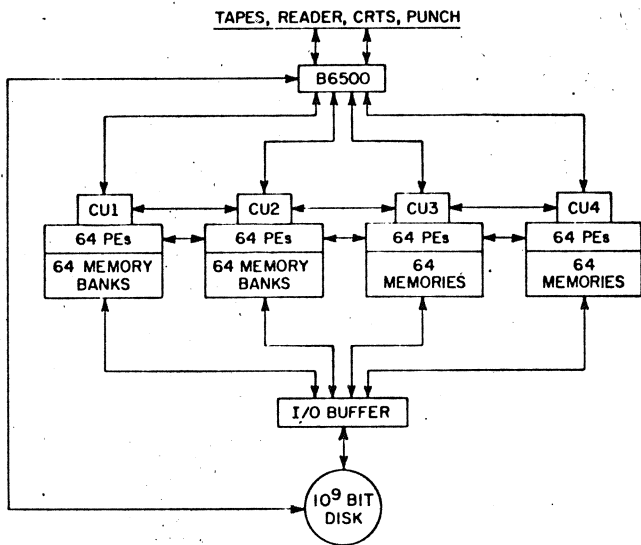 TAPES, READER, CRTS, PUNCH
B6500
CU1
CU2
CU3
CU4
64 PEs
64 PEs
64 PEs
64 PEs
64 MEMORY
BANKS
64 MEMORY
BANKS
64
MEMORIES
64
MEMORIES
I/O BUFFER
10⁹ BIT
DISK